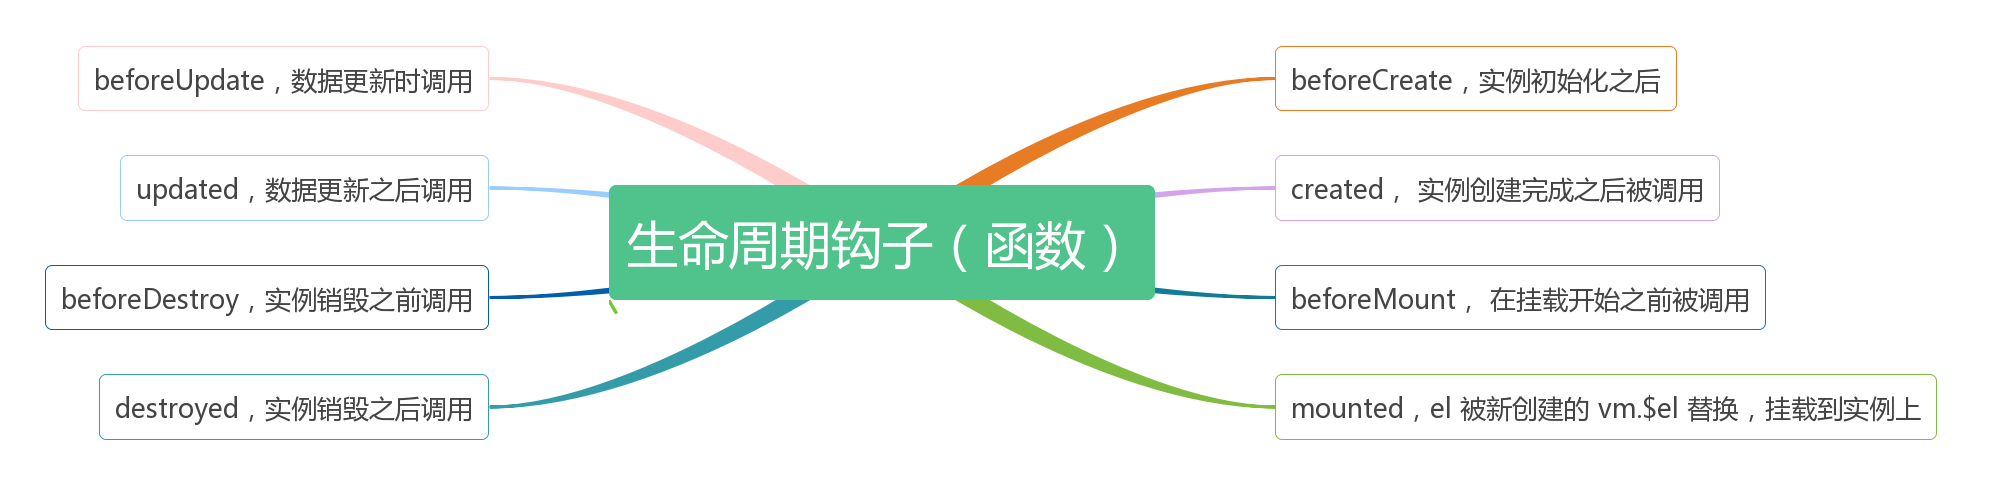 生命周期钩子（函数）
beforeCreate，实例初始化之后
created， 实例创建完成之后被调用
beforeMount， 在挂载开始之前被调用
mounted，el 被新创建的 vm.$el 替换，挂载到实例上
beforeUpdate，数据更新时调用
updated，数据更新之后调用
beforeDestroy，实例销毁之前调用
destroyed，实例销毁之后调用